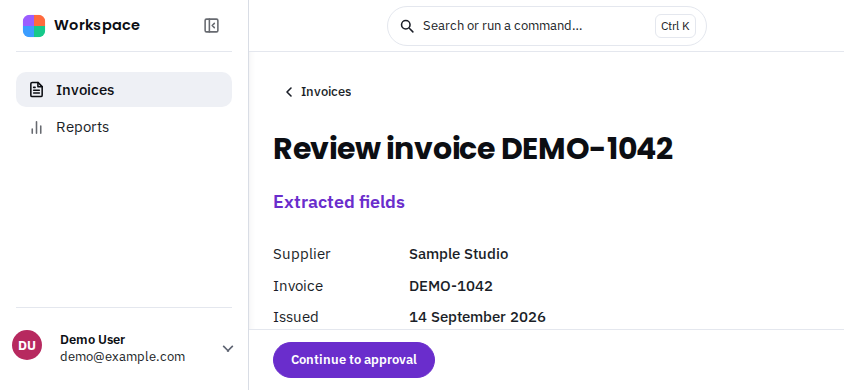 Workspace
Search or run a command...
Ctrl K
Invoices
Reports
Invoices
Review invoice DEMO-1042
Extracted fields
Supplier Sample Studio
Invoice DEMO-1042
Issued 14 September 2026
Continue to approval
DU
Demo User
demo@example.com